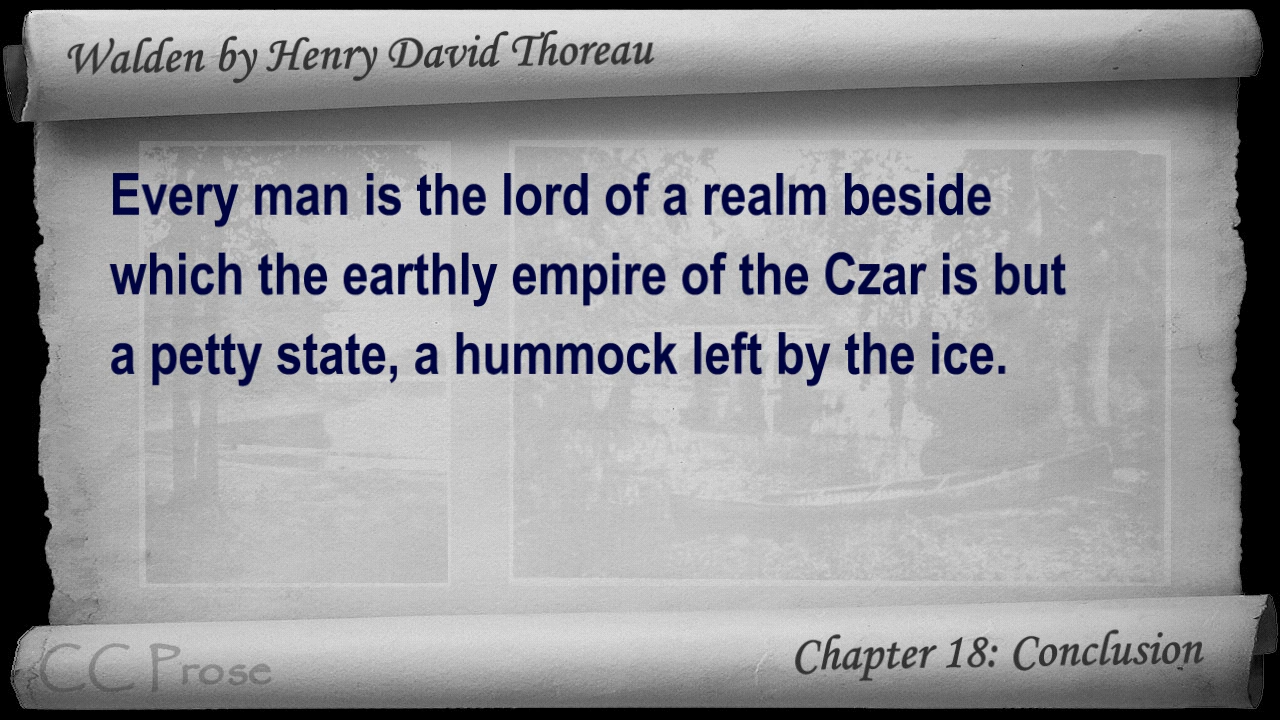 Walden by Henry David Thoreau
Every man is the lord of a realm beside
which the earthly empire of the Czar is but
a petty state, a hummock left by the ice.
CC Prose
Chapter 18: Conclusion